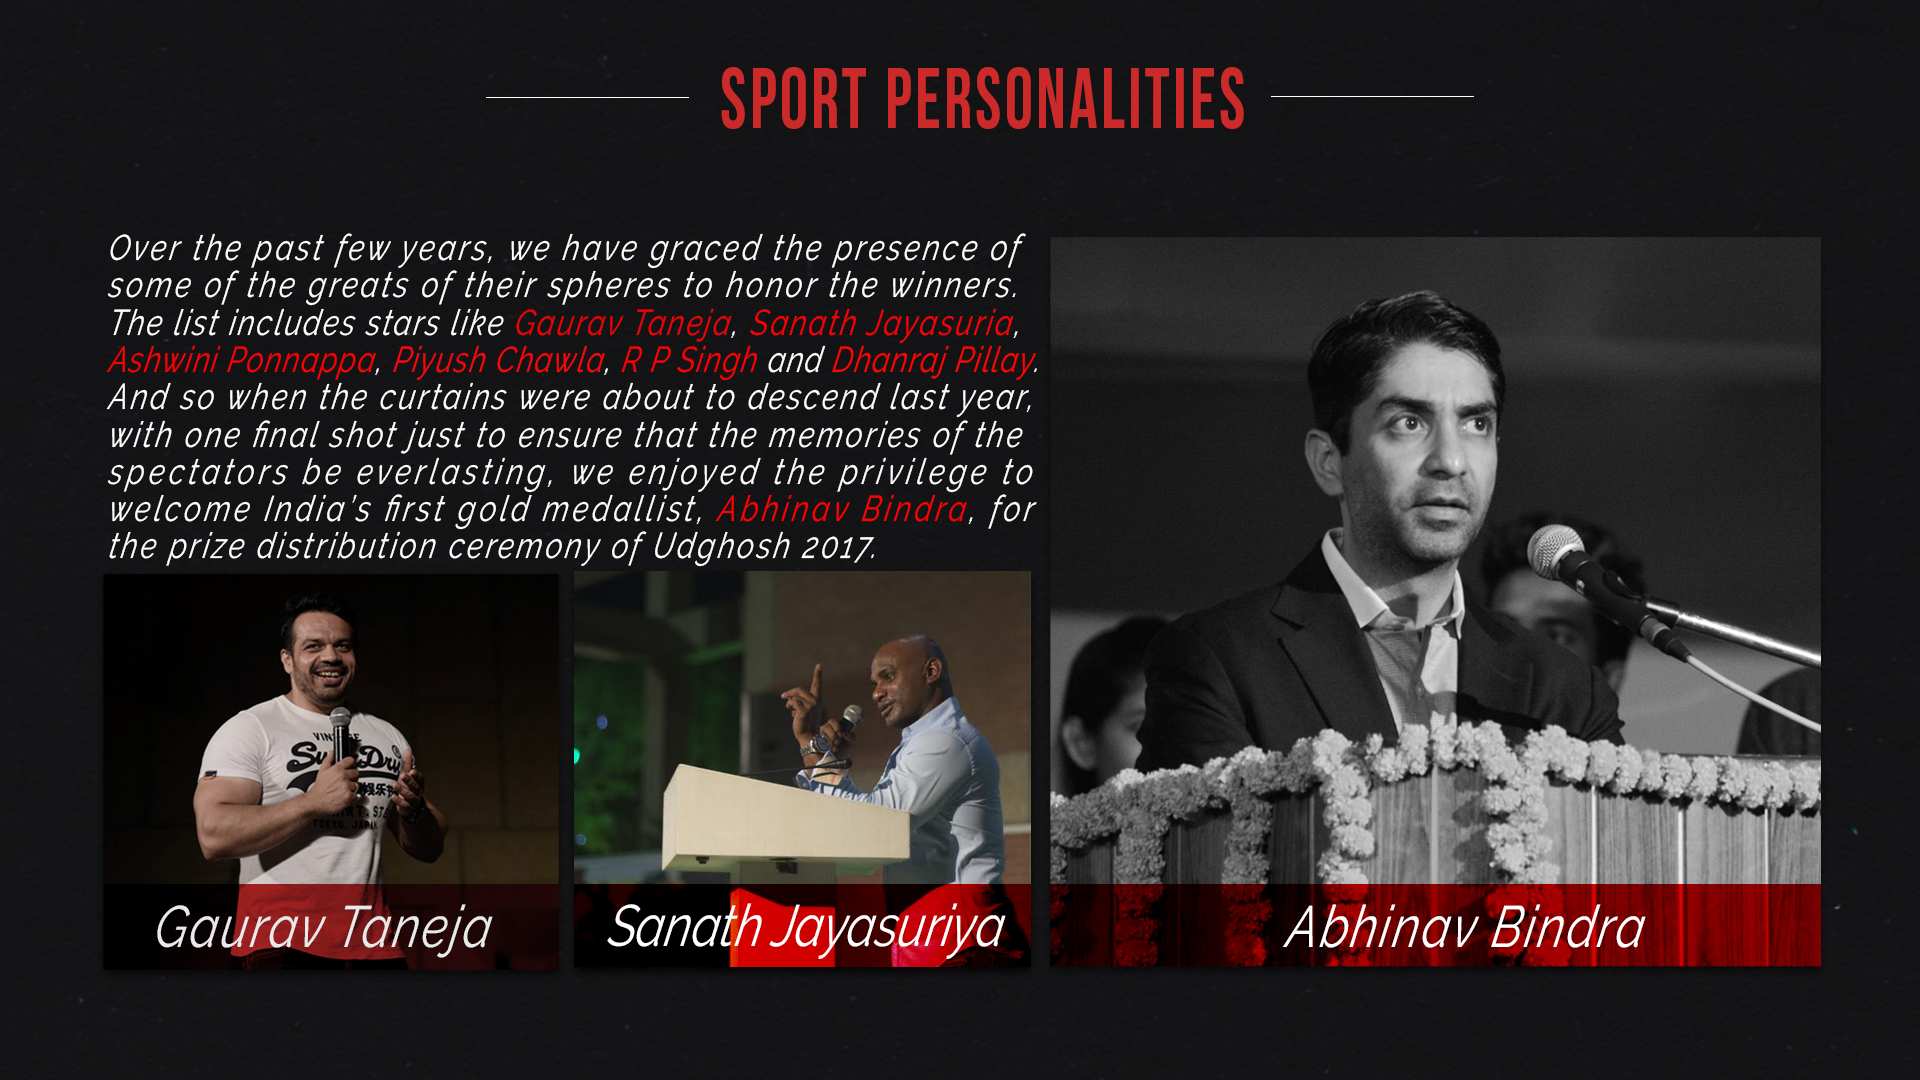 SPORT PERSONALITIES
Over the past few years, we have graced the presence of
some of the greats of their spheres to honor the winners.
The list includes stars like Gaurav Taneja, Sanath Jayasuria,
Ashwini Ponnappa, Piyush Chawla, R P Singh and Dhanraj Pillay.
And so when the curtains were about to descend last year,
with one final shot just to ensure that the memories of the
spectators be everlasting, we enjoyed the privilege to
welcome India's first gold medallist, Abhinav Bindra, for
the prize distribution ceremony of Udghosh 2017.
TOKYO, JAPAN
Gaurav Taneja
Sanath Jayasuriya
Abhinav Bindra